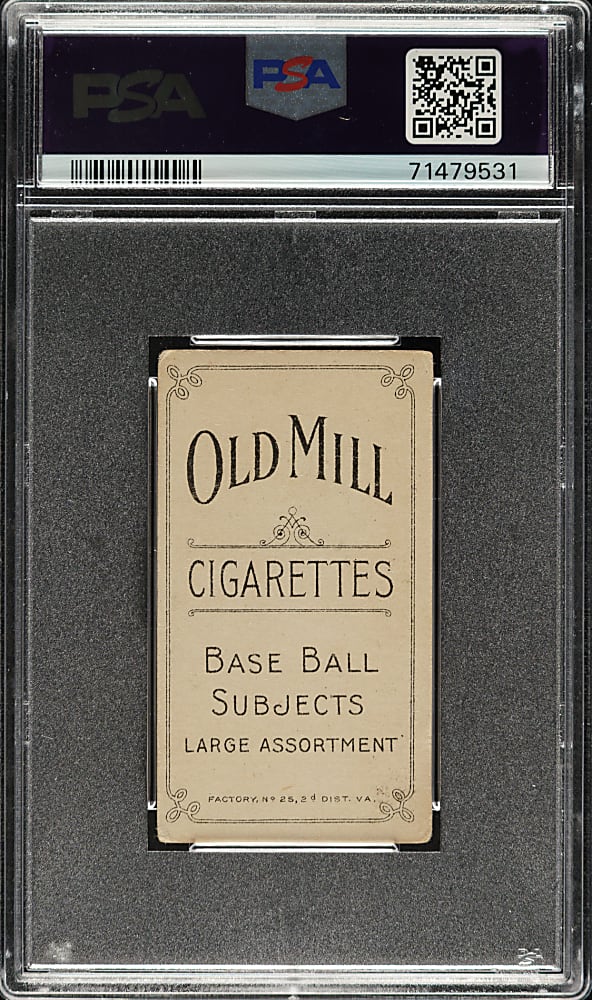 PSA
PSA
71479531
OLD MILL
CIGARETTES
BASE BALL
SUBJECTS
LARGE ASSORTMENT
FACTORY, Nº 25, 2d DIST. VA.